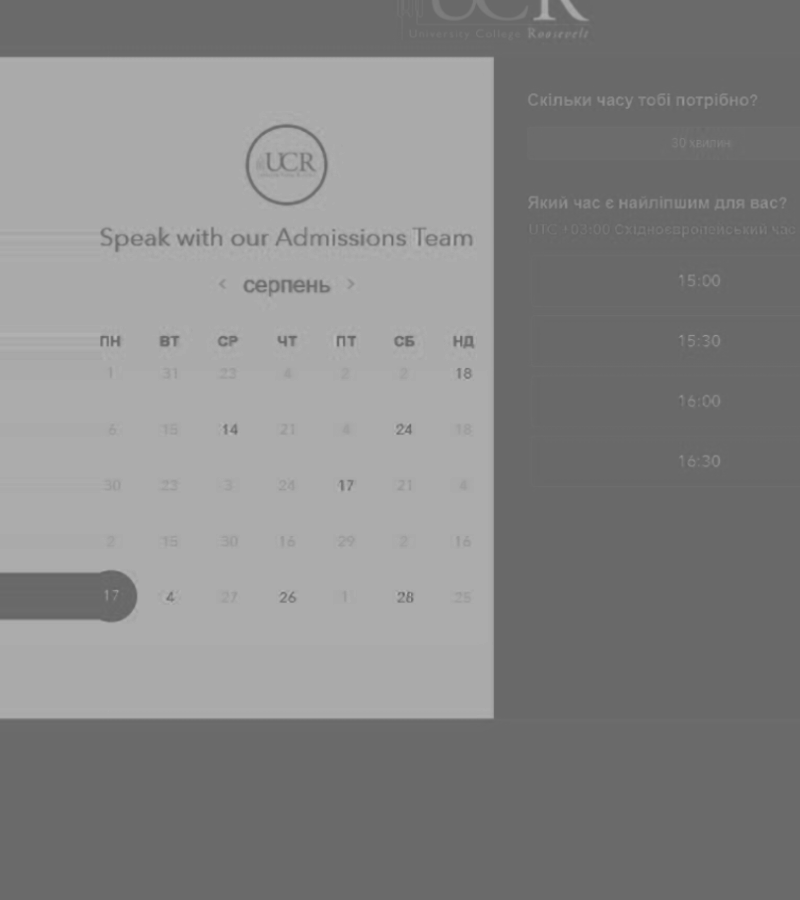 UCR
University College Roosevelt
UCR
Speak with our Admissions Team
< серпень >
ПН ВТ СР ЧТ ПТ СБ НД
1 31 23 4 2 2 18
6 15 14 21 4 24 18
30 22 3 24 17 21 4
2 15 30 16 29 2 16
17 4 27 26 1 28 25
Скільки часу тобі потрібно?
30 хвилин
Який час є найліпшим для вас?
UTC +03:00 Східноєвропейський час
15:00
15:30
16:00
16:30